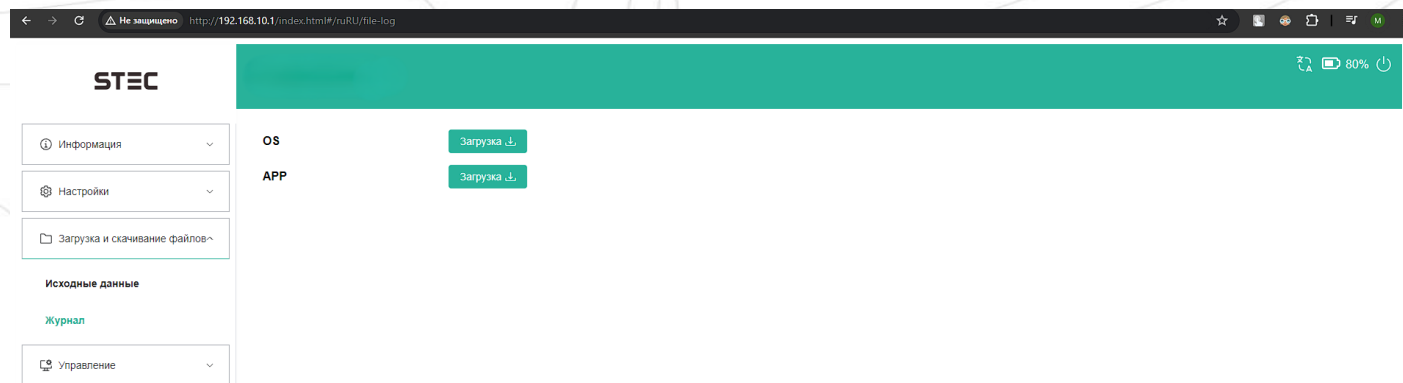 Не защищено http://192.168.10.1/index.html#/ruRU/file-log
M
STEC
80%
Информация
OS Загрузка
APP Загрузка
Настройки
Загрузка и скачивание файлов
Исходные данные
Журнал
Управление